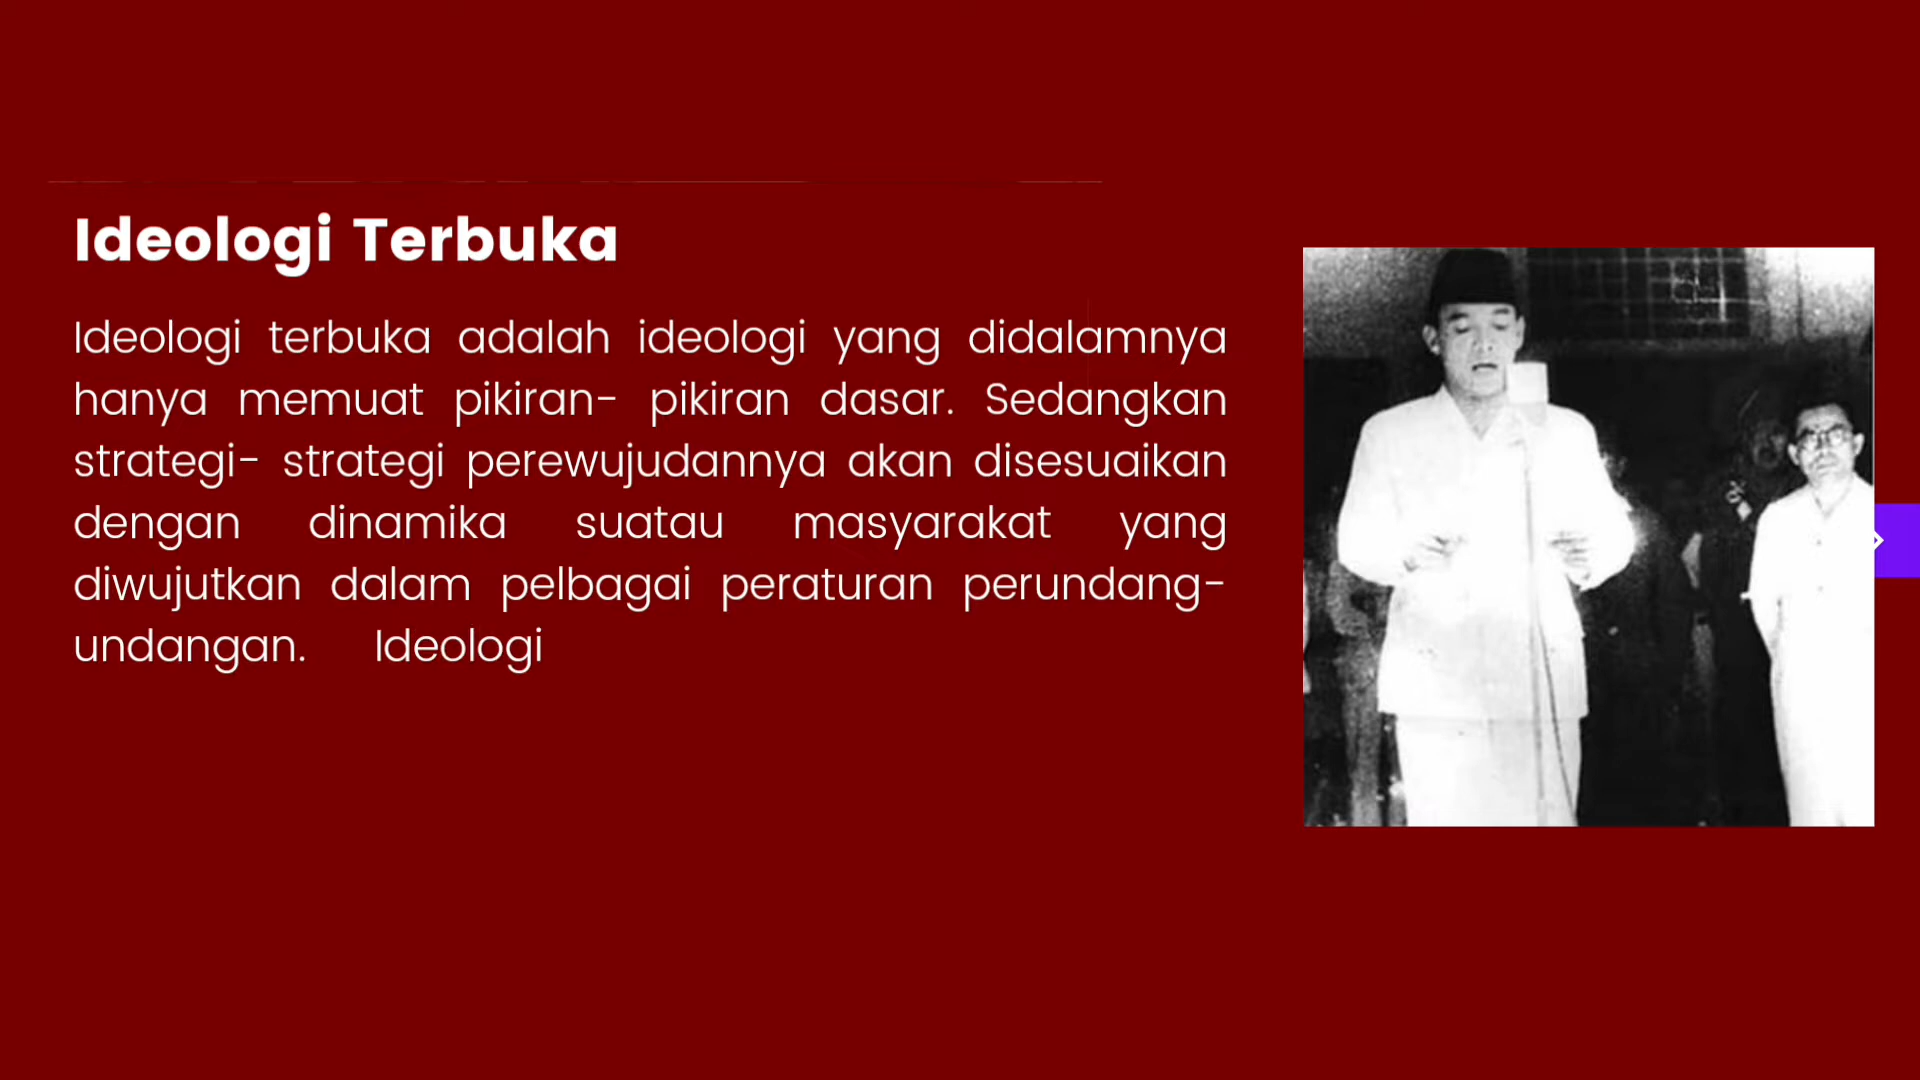 Ideologi Terbuka
Ideologi terbuka adalah ideologi yang didalamnya
hanya memuat pikiran- pikiran dasar. Sedangkan
strategi- strategi perewujudannya akan disesuaikan
dengan dinamika suatau masyarakat yang
diwujutkan dalam pelbagai peraturan perundang-
undangan. Ideologi